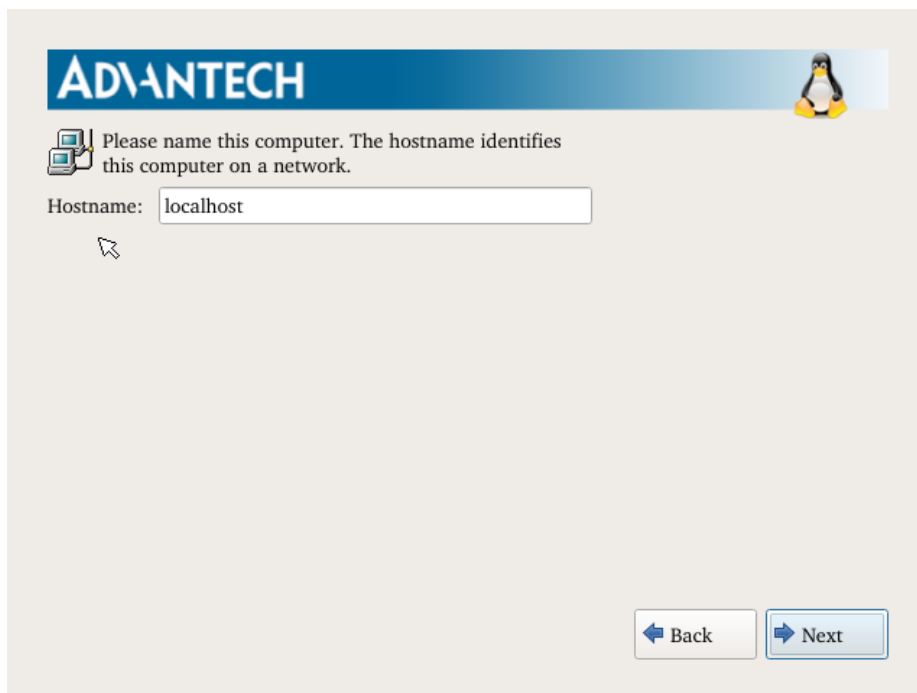 ADVANTECH
Please name this computer. The hostname identifies
this computer on a network.
Hostname: localhost
Back Next